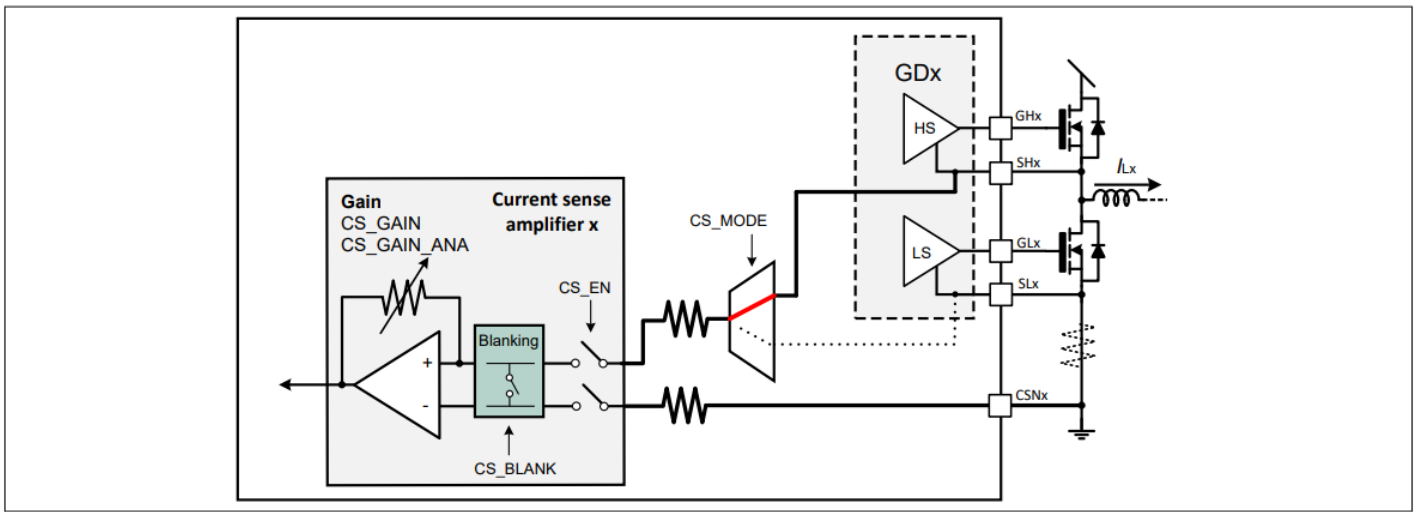 GDx
HS
GHx
SHx
ILx
Gain
CS_GAIN
CS_GAIN_ANA
Current sense
amplifier x
CS_MODE
LS
GLx
SLx
CS_EN
Blanking
+
-
CSNx
CS_BLANK